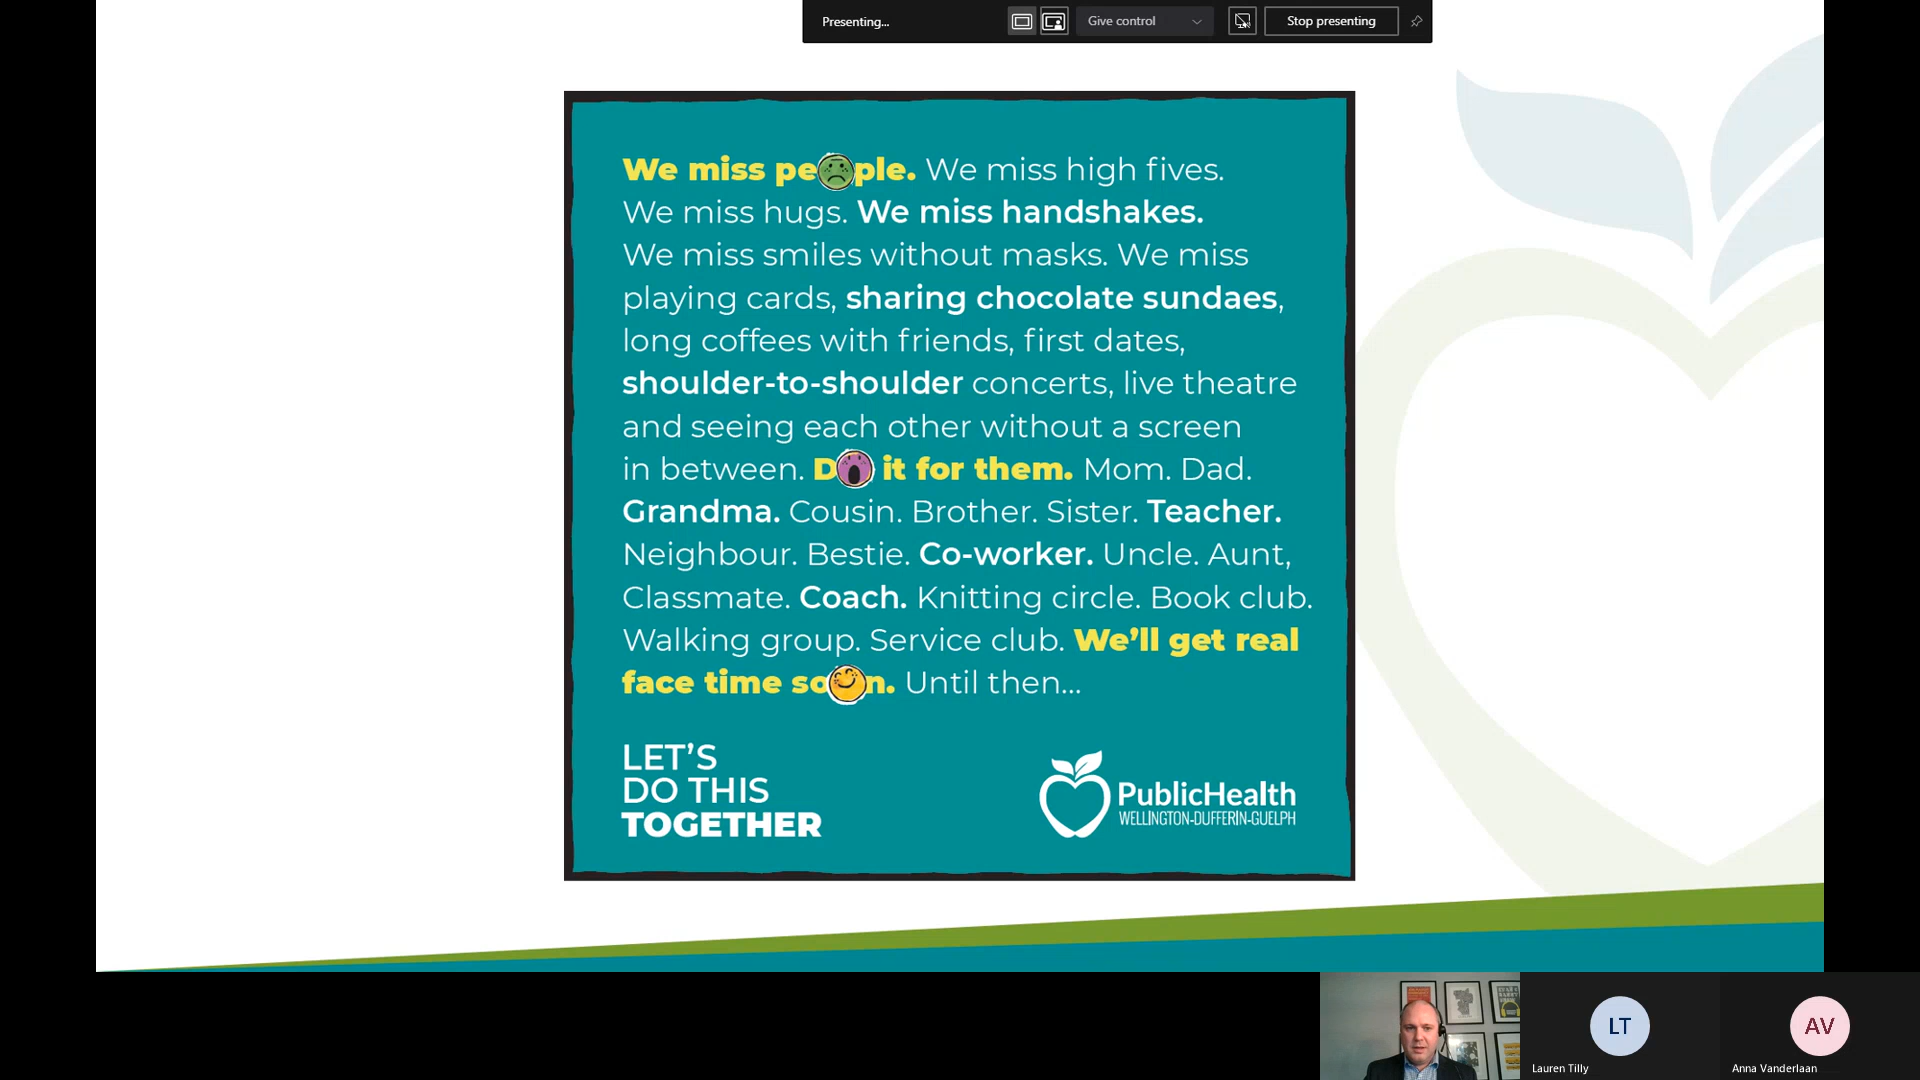 Presenting...
Give control
Stop presenting
We miss people. We miss high fives.
We miss hugs. We miss handshakes.
We miss smiles without masks. We miss
playing cards, sharing chocolate sundaes,
long coffees with friends, first dates,
shoulder-to-shoulder concerts, live theatre
and seeing each other without a screen
in between. Do it for them. Mom. Dad.
Grandma. Cousin. Brother. Sister. Teacher.
Neighbour. Bestie. Co-worker. Uncle. Aunt,
Classmate. Coach. Knitting circle. Book club.
Walking group. Service club. We’ll get real
face time soon. Until then...
LET’S
DO THIS
TOGETHER
PublicHealth
WELLINGTON-DUFFERIN-GUELPH
LT
AV
Lauren Tilly
Anna Vanderlaan